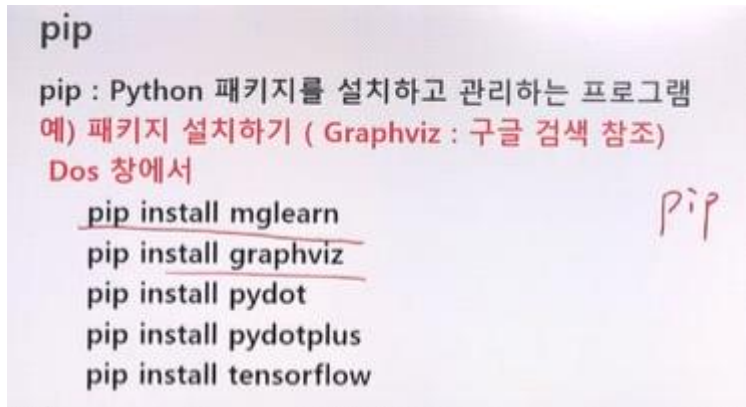 pip
pip : Python 패키지를 설치하고 관리하는 프로그램
예) 패키지 설치하기 ( Graphviz : 구글 검색 참조)
Dos 창에서
pip install mglearn
pip
pip install graphviz
pip install pydot
pip install pydotplus
pip install tensorflow